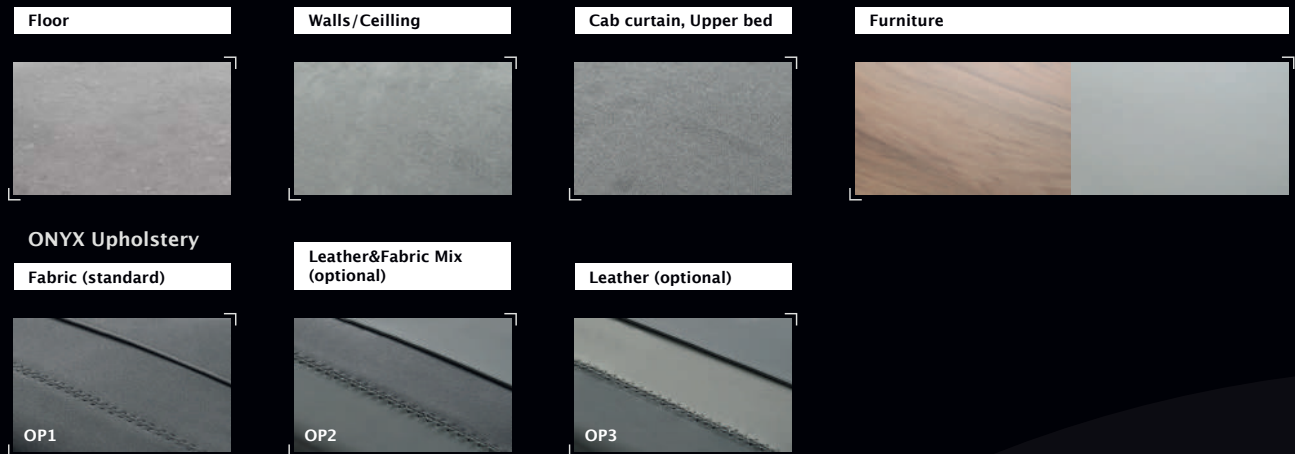 Floor
Walls/Ceilling
Cab curtain, Upper bed
Furniture
ONYX Upholstery
Fabric (standard)
Leather&Fabric Mix
(optional)
Leather (optional)
OP1
OP2
OP3